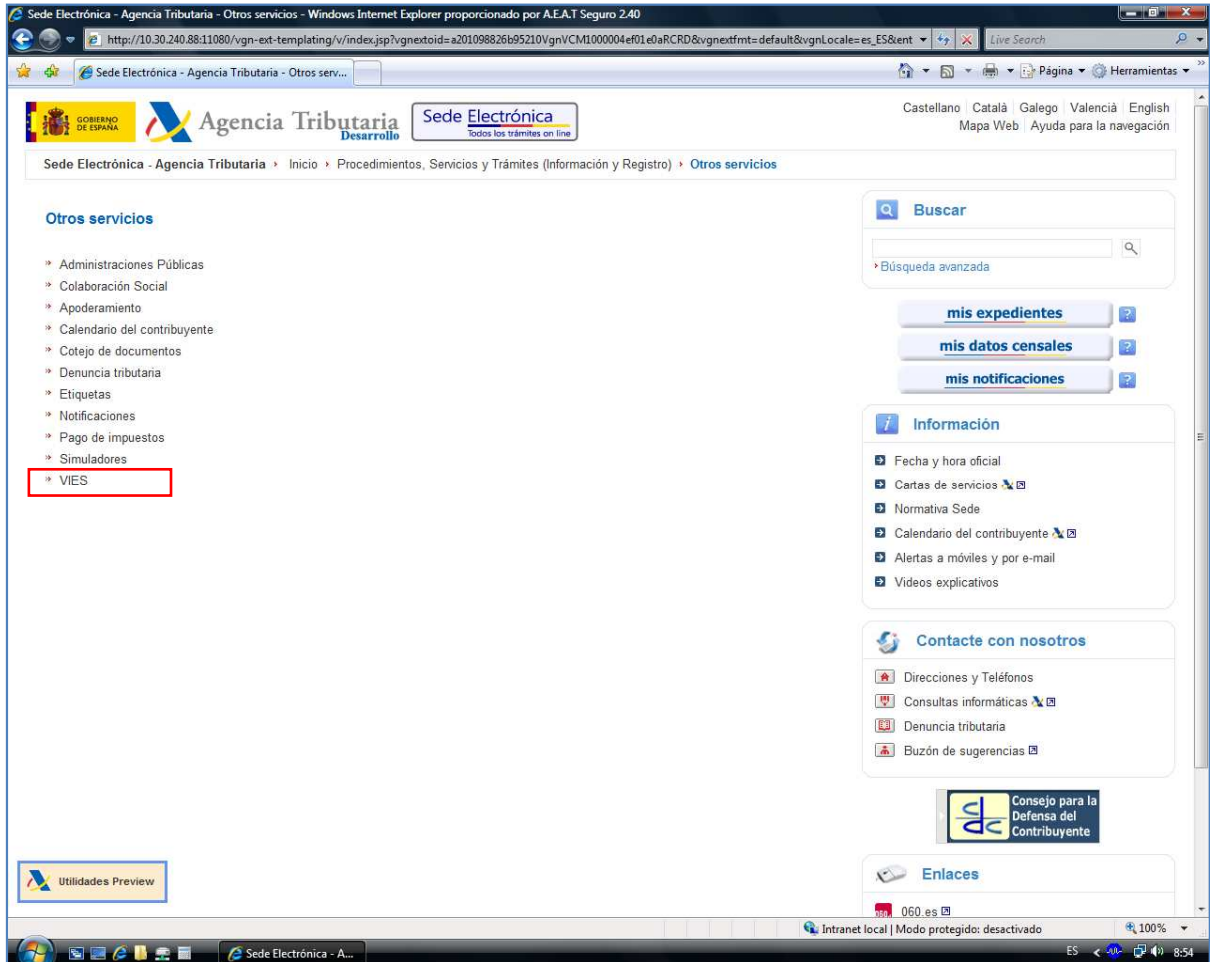 Sede Electrónica - Agencia Tributaria - Otros servicios - Windows Internet Explorer proporcionado por A.E.A.T Seguro 2.40
http://10.30.240.88:11080/vgn-ext-templating/v/index.jsp?vgnextoid=a201098826b95210VgnVCM1000004ef01e0aRCRD&vgnextfmt=default&vgnLocale=es_ES&ent
Live Search
Sede Electrónica - Agencia Tributaria - Otros serv...
Página
Herramientas
GOBIERNO DE ESPAÑA
Agencia Tributaria
Desarrollo
Sede Electrónica
Todos los trámites on line
Castellano Català Galego Valencià English
Mapa Web Ayuda para la navegación
Sede Electrónica - Agencia Tributaria Inicio Procedimientos, Servicios y Trámites (Información y Registro) Otros servicios
Otros servicios
Administraciones Públicas
Colaboración Social
Apoderamiento
Calendario del contribuyente
Cotejo de documentos
Denuncia tributaria
Etiquetas
Notificaciones
Pago de impuestos
Simuladores
VIES
Buscar
Búsqueda avanzada
mis expedientes ?
mis datos censales ?
mis notificaciones ?
Información
Fecha y hora oficial
Cartas de servicios
Normativa Sede
Calendario del contribuyente
Alertas a móviles y por e-mail
Videos explicativos
Contacte con nosotros
Direcciones y Teléfonos
Consultas informáticas
Denuncia tributaria
Buzón de sugerencias
Consejo para la
Defensa del
Contribuyente
Enlaces
060.es
Utilidades Preview
Intranet local | Modo protegido: desactivado
100%
Sede Electrónica - A...
ES
8:54